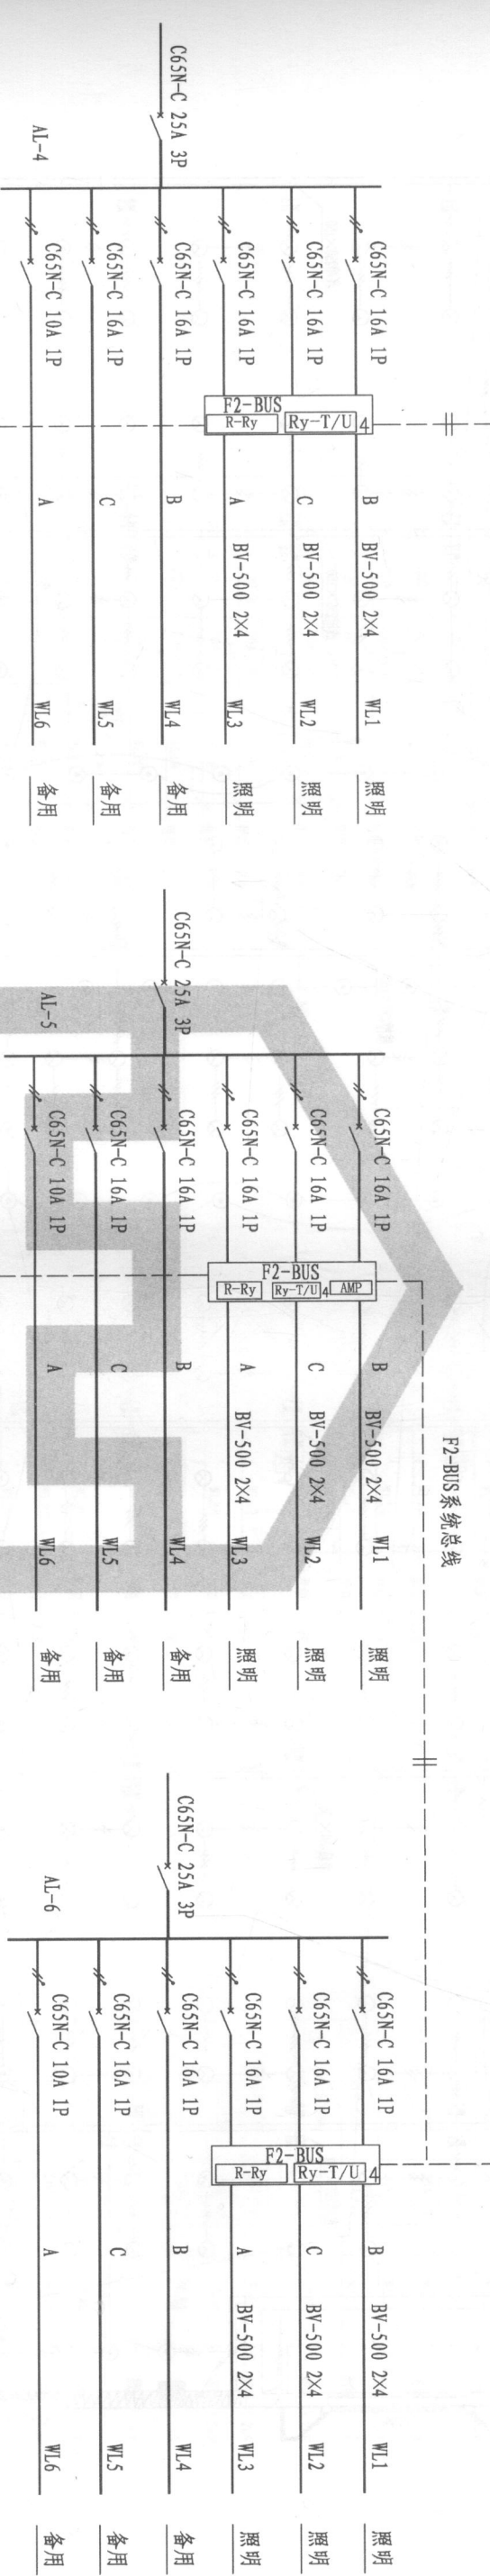 C65N-C 25A 3P
AL-4
C65N-C 16A 1P
B
BV-500 2×4
WL1
照明
C65N-C 16A 1P
C
BV-500 2×4
WL2
照明
C65N-C 16A 1P
A
BV-500 2×4
WL3
照明
C65N-C 16A 1P
B
WL4
备用
C65N-C 16A 1P
C
WL5
备用
C65N-C 10A 1P
A
WL6
备用
F2-BUS
R-Ry
Ry-T/U
4
C65N-C 25A 3P
AL-5
C65N-C 16A 1P
B
BV-500 2×4
WL1
照明
C65N-C 16A 1P
C
BV-500 2×4
WL2
照明
C65N-C 16A 1P
A
BV-500 2×4
WL3
照明
C65N-C 16A 1P
B
WL4
备用
C65N-C 16A 1P
C
WL5
备用
C65N-C 10A 1P
A
WL6
备用
F2-BUS
R-Ry
Ry-T/U
4
AMP
F2-BUS系统总线
C65N-C 25A 3P
AL-6
C65N-C 16A 1P
B
BV-500 2×4
WL1
照明
C65N-C 16A 1P
C
BV-500 2×4
WL2
照明
C65N-C 16A 1P
A
BV-500 2×4
WL3
照明
C65N-C 16A 1P
B
WL4
备用
C65N-C 16A 1P
C
WL5
备用
C65N-C 10A 1P
A
WL6
备用
F2-BUS
R-Ry
Ry-T/U
4